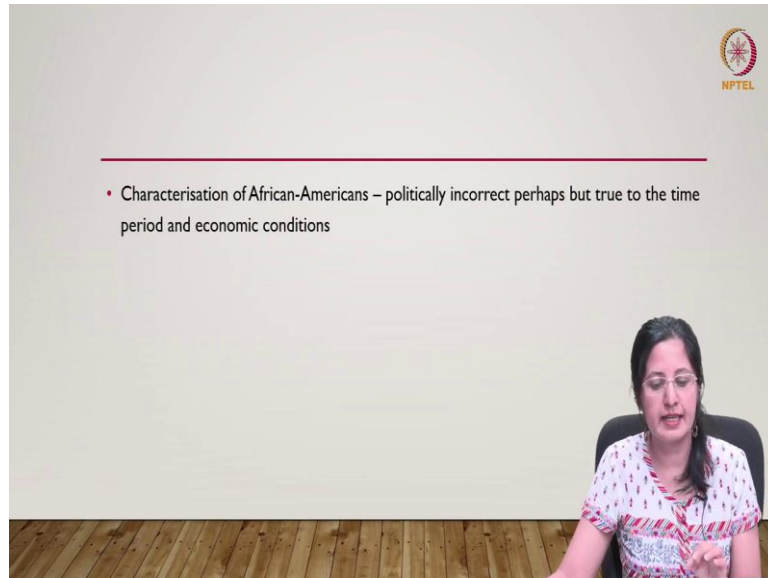 NPTEL
• Characterisation of African-Americans – politically incorrect perhaps but true to the time
period and economic conditions